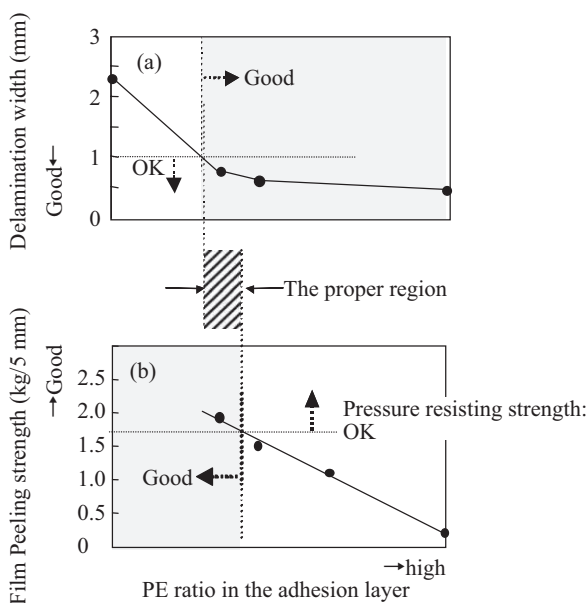 Delamination width (mm)
Good←
3
2
1
0
(a)
Good
OK
The proper region
Film Peeling strength (kg/5 mm)
→Good
2.5
2.0
1.5
1.0
0.5
0
(b)
Pressure resisting strength:
OK
Good
→high
PE ratio in the adhesion layer